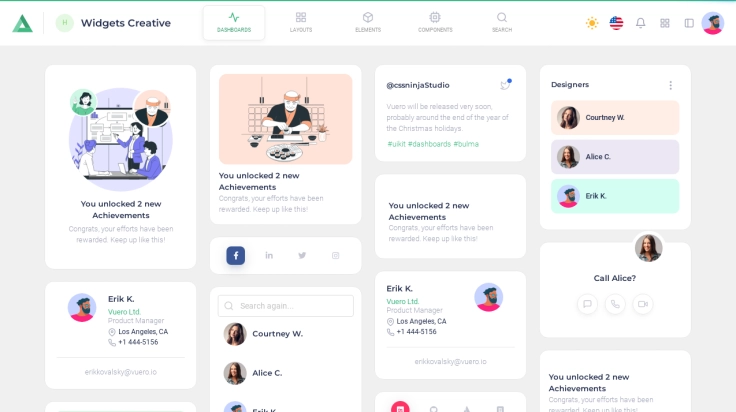 H
Widgets Creative
DASHBOARDS
LAYOUTS
ELEMENTS
COMPONENTS
SEARCH
You unlocked 2 new
Achievements
Congrats, your efforts have been
rewarded. Keep up like this!
Erik K.
Vuero Ltd.
Product Manager
Los Angeles, CA
+1 444-5156
erikkovalsky@vuero.io
You unlocked 2 new
Achievements
Congrats, your efforts have been
rewarded. Keep up like this!
Search again...
Courtney W.
Alice C.
Erik K.
@cssninjaStudio
Vuero will be released very soon,
probably around the end of the year of
the Christmas holidays.
#uikit #dashboards #bulma
You unlocked 2 new
Achievements
Congrats, your efforts have been
rewarded. Keep up like this!
Erik K.
Vuero Ltd.
Product Manager
Los Angeles, CA
+1 444-5156
erikkovalsky@vuero.io
Designers
Courtney W.
Alice C.
Erik K.
Call Alice?
You unlocked 2 new
Achievements
Congrats, your efforts have been
rewarded. Keep up like this!